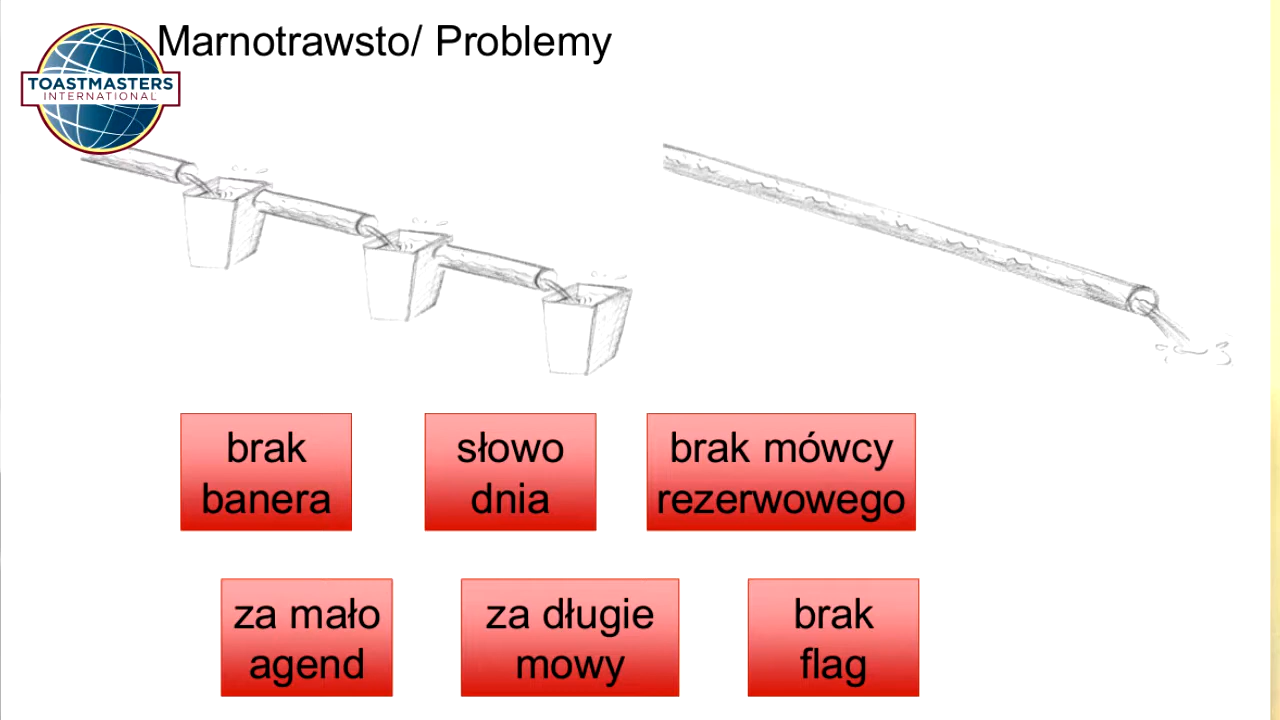 Marnotrawsto/ Problemy
TOASTMASTERS
INTERNATIONAL
brak
banera
słowo
dnia
brak mówcy
rezerwowego
za mało
agend
za długie
mowy
brak
flag